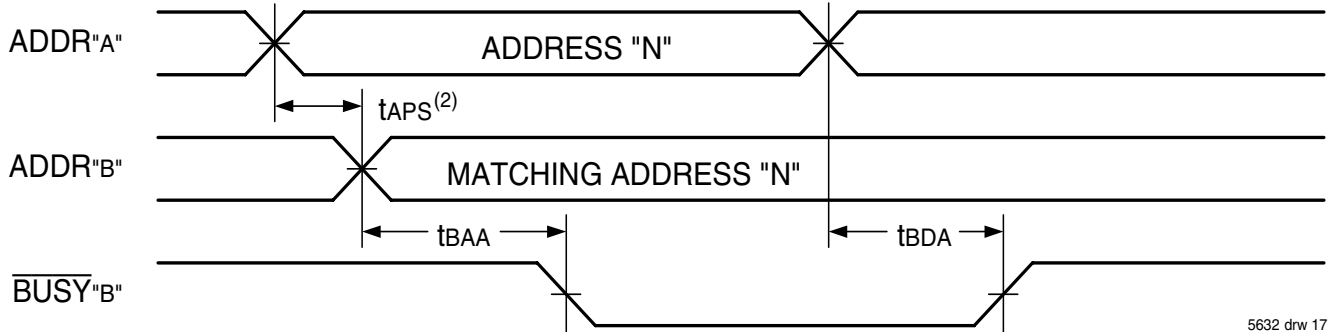 ADDR"A"
ADDRESS "N"
tAPS(2)
ADDR"B"
MATCHING ADDRESS "N"
tBAA
tBDA
BUSY"B"
5632 drw 17